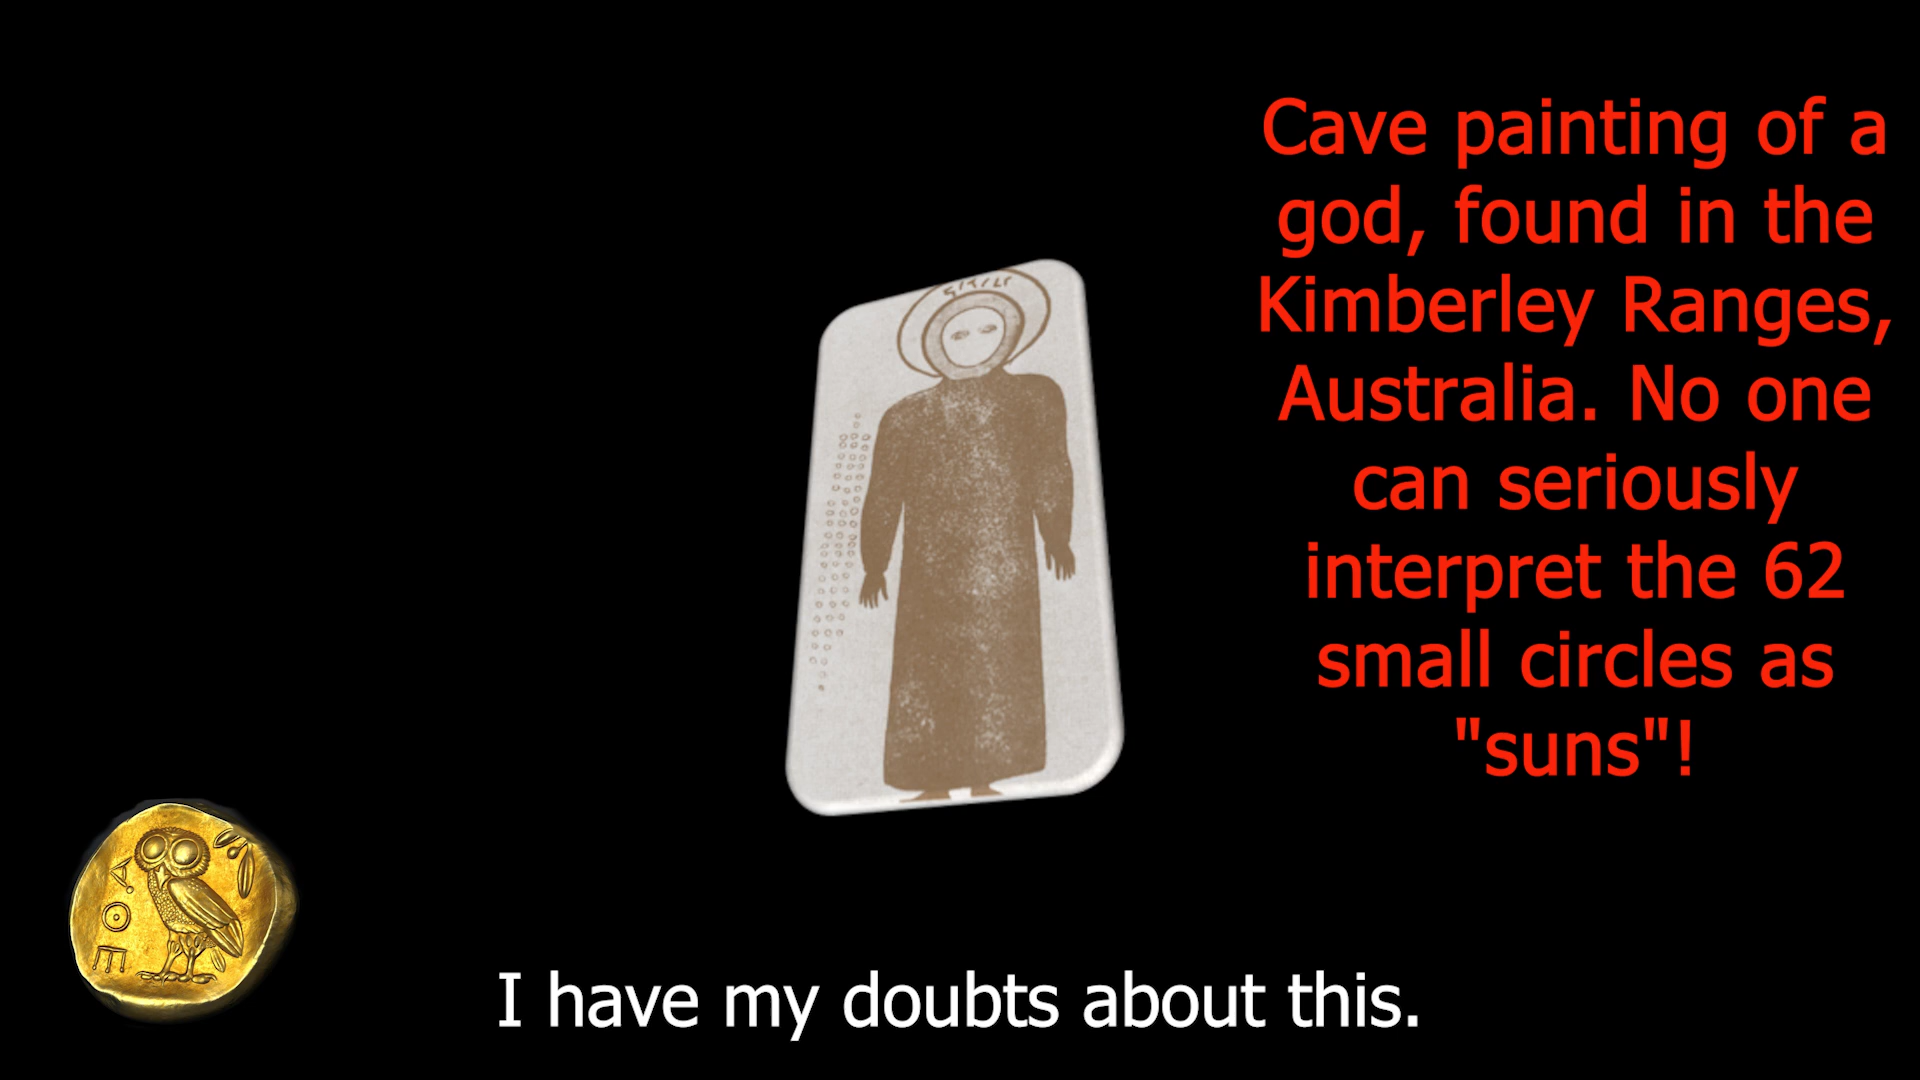 Cave painting of a
god, found in the
Kimberley Ranges,
Australia. No one
can seriously
interpret the 62
small circles as
"suns"!
ΑΘΕ
I have my doubts about this.